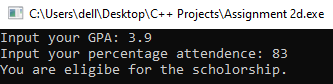 C:\Users\dell\Desktop\C++ Projects\Assignment 2d.exe
Input your GPA: 3.9
Input your percentage attendence: 83
You are eligibe for the scholorship.